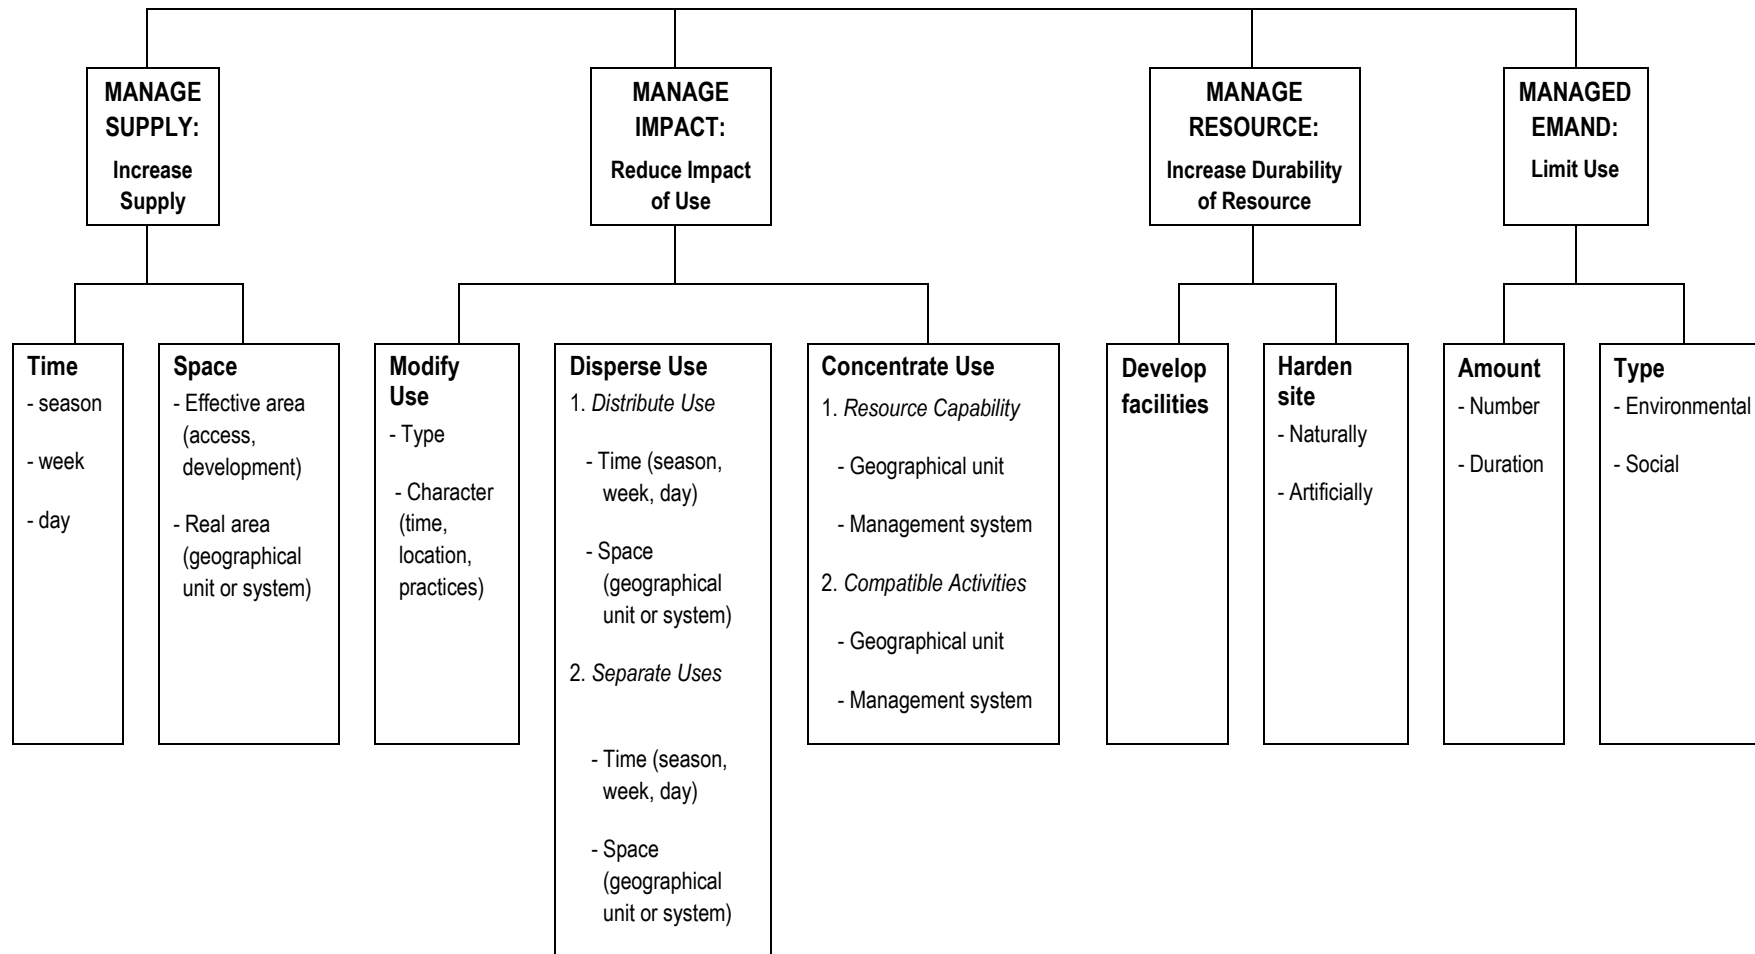 MANAGE
SUPPLY:
Increase
Supply
MANAGE
IMPACT:
Reduce Impact
of Use
MANAGE
RESOURCE:
Increase Durability
of Resource
MANAGED
EMAND:
Limit Use
Time
- season
- week
- day
Space
- Effective area
(access,
development)
- Real area
(geographical
unit or system)
Modify
Use
- Type
- Character
(time,
location,
practices)
Disperse Use
1. Distribute Use
- Time (season,
week, day)
- Space
(geographical
unit or system)
2. Separate Uses
- Time (season,
week, day)
- Space
(geographical
unit or system)
Concentrate Use
1. Resource Capability
- Geographical unit
- Management system
2. Compatible Activities
- Geographical unit
- Management system
Develop
facilities
Harden
site
- Naturally
- Artificially
Amount
- Number
- Duration
Type
- Environmental
- Social